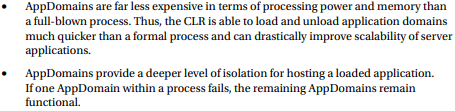 • AppDomains are far less expensive in terms of processing power and memory than
a full-blown process. Thus, the CLR is able to load and unload application domains
much quicker than a formal process and can drastically improve scalability of server
applications.
• AppDomains provide a deeper level of isolation for hosting a loaded application.
If one AppDomain within a process fails, the remaining AppDomains remain
functional.